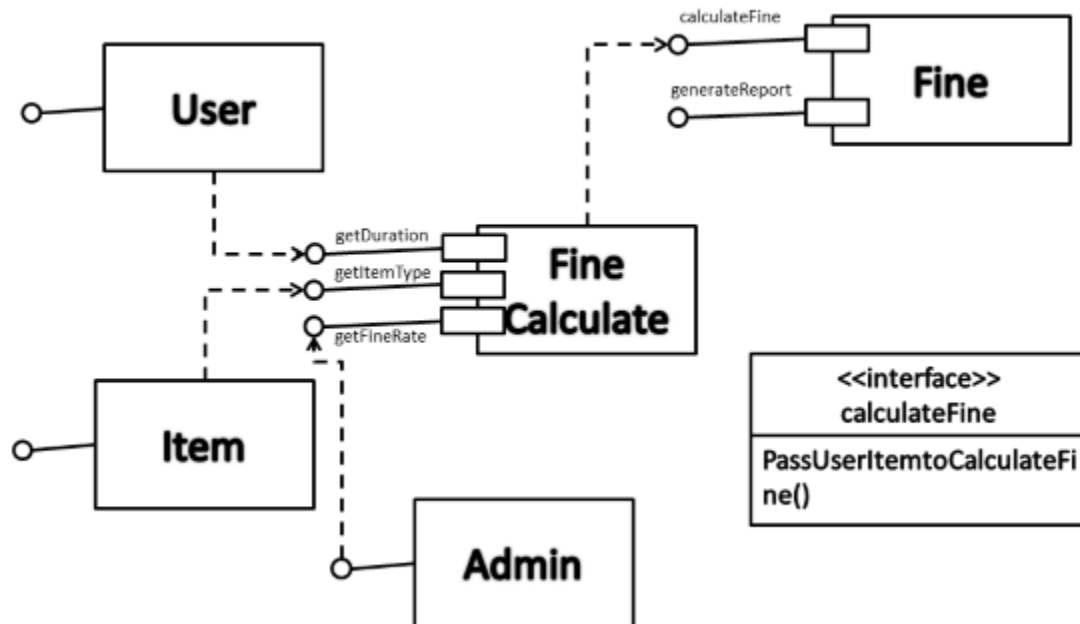 calculateFine
Fine
generateReport
User
getDuration
getItemType
getFIneRate
Fine
Calculate
Item
Admin
<<interface>>
calculateFine
PassUserItemtoCalculateFi
ne()